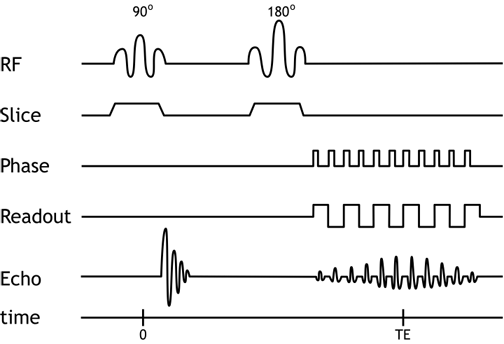 90° 180°
RF
Slice
Phase
Readout
Echo
time
0 TE